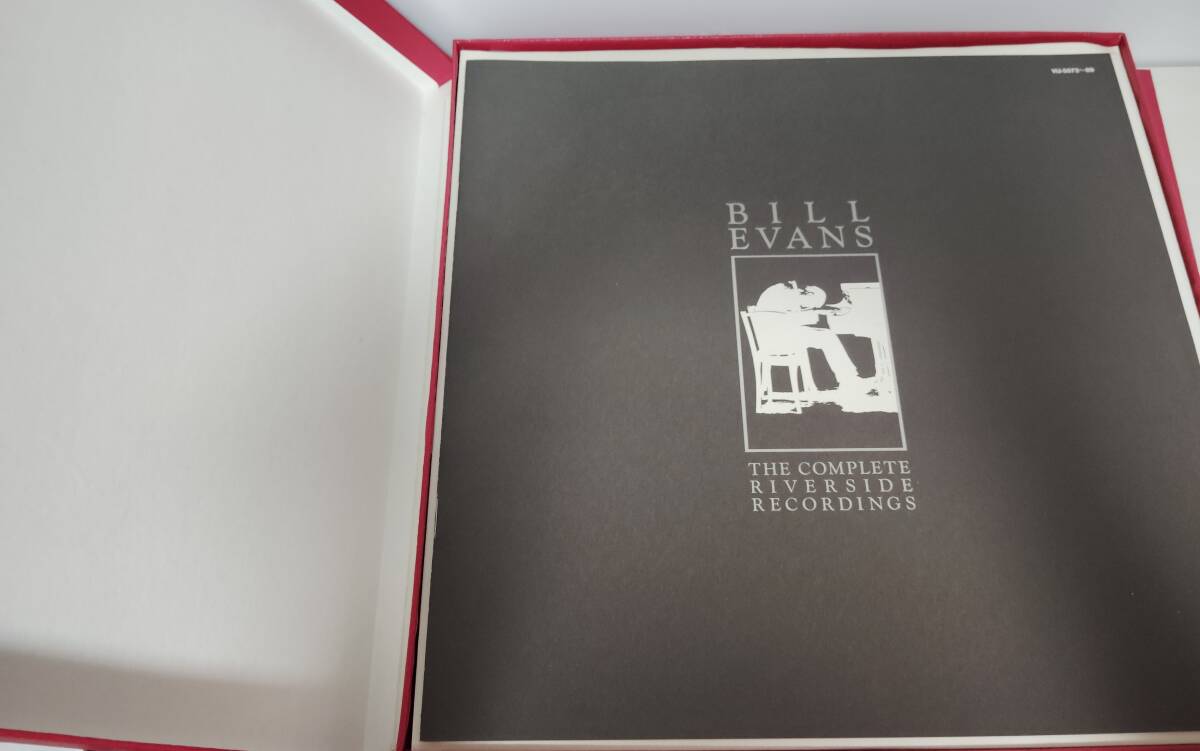 BILL
EVANS
THE COMPLETE
RIVERSIDE
RECORDINGS